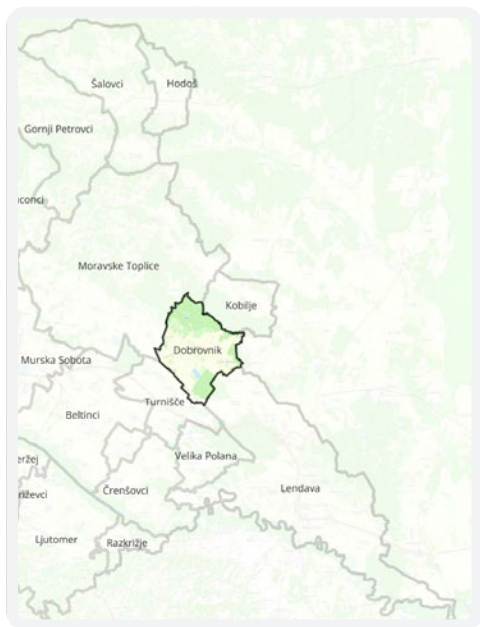 Šalovci
Hodoš
Gornji Petrovci
Moravske Toplice
Kobilje
Dobrovnik
Murska Sobota
Turnišče
Beltinci
Velika Polana
Črenšovci
Lendava
Ljutomer
Razkrižje